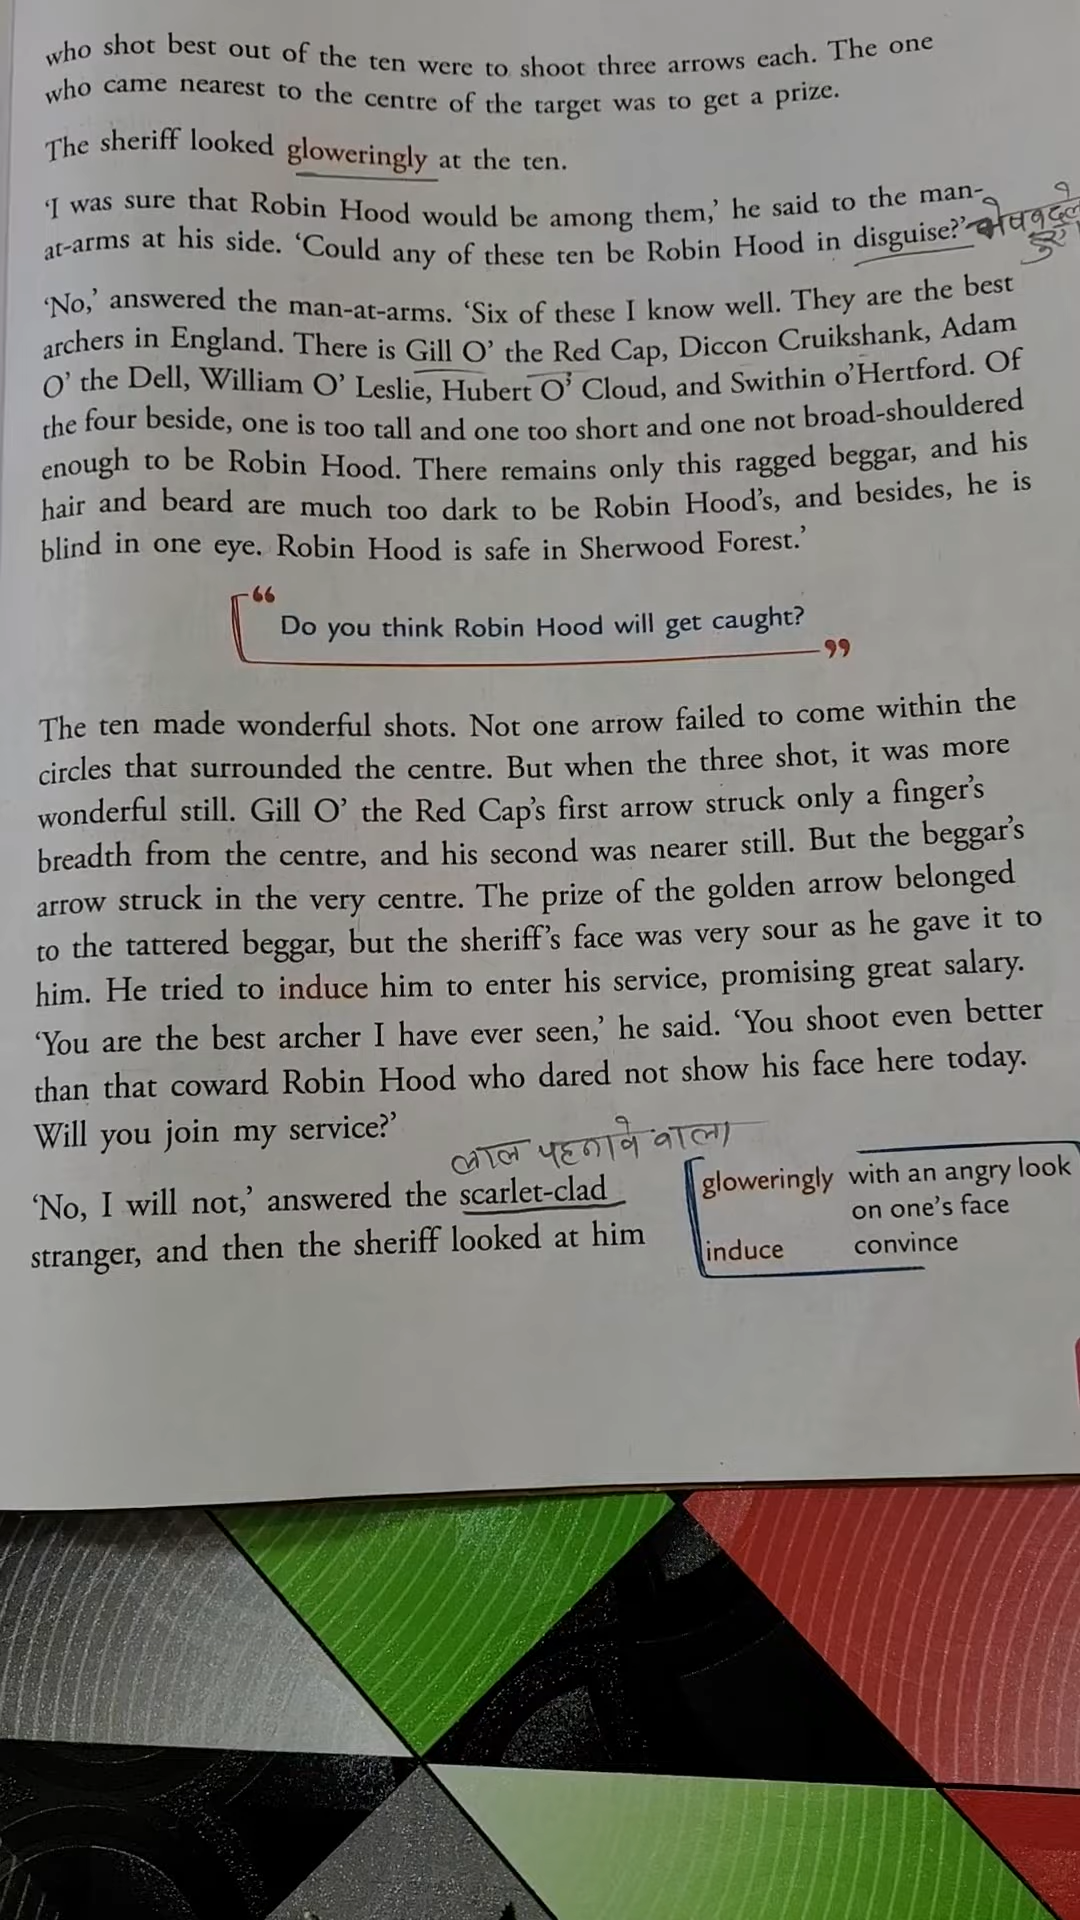 who shot best out of the ten were to shoot three arrows each. The one
who came nearest to the centre of the target was to get a prize.
The sheriff looked gloweringly at the ten.
‘I was sure that Robin Hood would be among them,’ he said to the man-
at-arms at his side. ‘Could any of these ten be Robin Hood in disguise?’
‘No,’ answered the man-at-arms. ‘Six of these I know well. They are the best
archers in England. There is Gill O’ the Red Cap, Diccon Cruikshank, Adam
O’ the Dell, William O’ Leslie, Hubert O’ Cloud, and Swithin o’Hertford. Of
the four beside, one is too tall and one too short and one not broad-shouldered
enough to be Robin Hood. There remains only this ragged beggar, and his
hair and beard are much too dark to be Robin Hood’s, and besides, he is
blind in one eye. Robin Hood is safe in Sherwood Forest.’
“Do you think Robin Hood will get caught?”
The ten made wonderful shots. Not one arrow failed to come within the
circles that surrounded the centre. But when the three shot, it was more
wonderful still. Gill O’ the Red Cap’s first arrow struck only a finger’s
breadth from the centre, and his second was nearer still. But the beggar’s
arrow struck in the very centre. The prize of the golden arrow belonged
to the tattered beggar, but the sheriff’s face was very sour as he gave it to
him. He tried to induce him to enter his service, promising great salary.
‘You are the best archer I have ever seen,’ he said. ‘You shoot even better
than that coward Robin Hood who dared not show his face here today.
Will you join my service?’
लाल पहनावे वाला
‘No, I will not,’ answered the scarlet-clad
stranger, and then the sheriff looked at him
gloweringly with an angry look
on one’s face
induce convince